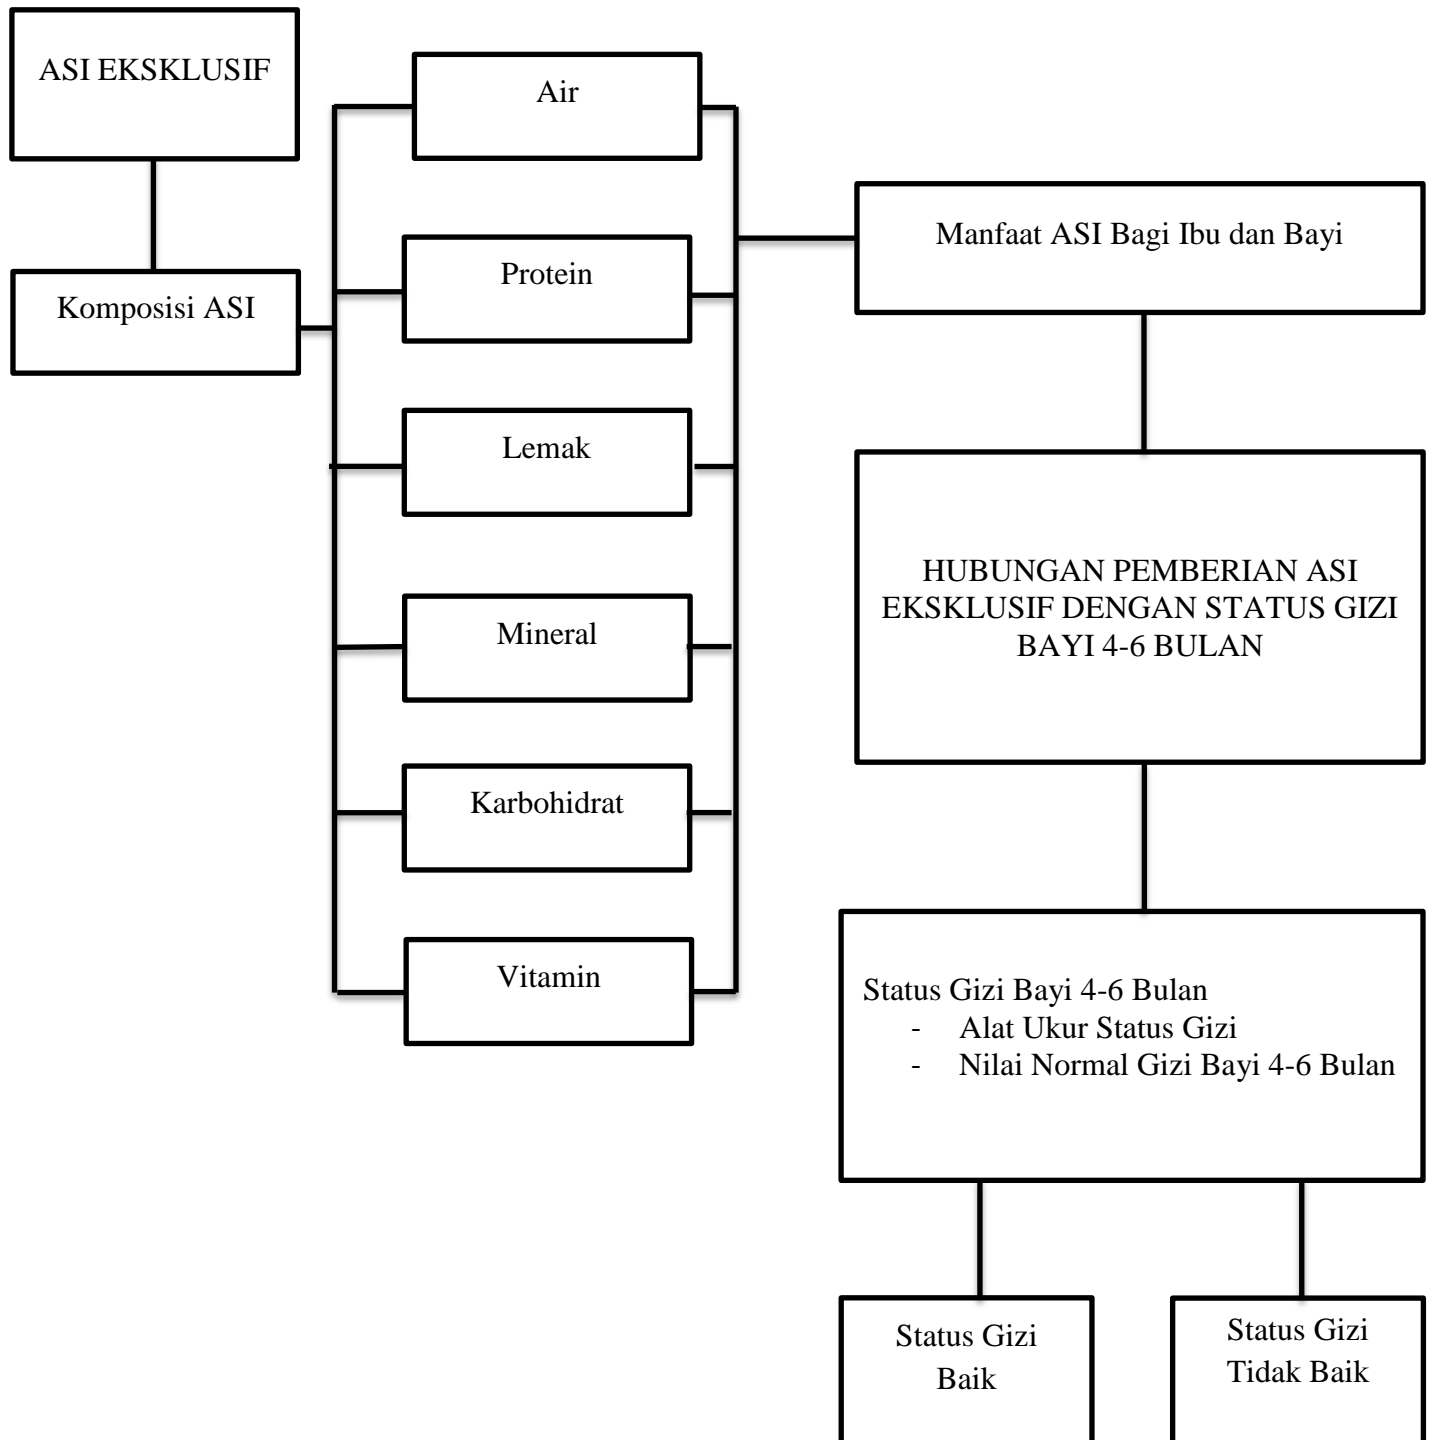 ASI EKSKLUSIF
Komposisi ASI
Air
Protein
Lemak
Mineral
Karbohidrat
Vitamin
Manfaat ASI Bagi Ibu dan Bayi
HUBUNGAN PEMBERIAN ASI
EKSKLUSIF DENGAN STATUS GIZI
BAYI 4-6 BULAN
Status Gizi Bayi 4-6 Bulan
- Alat Ukur Status Gizi
- Nilai Normal Gizi Bayi 4-6 Bulan
Status Gizi
Baik
Status Gizi
Tidak Baik